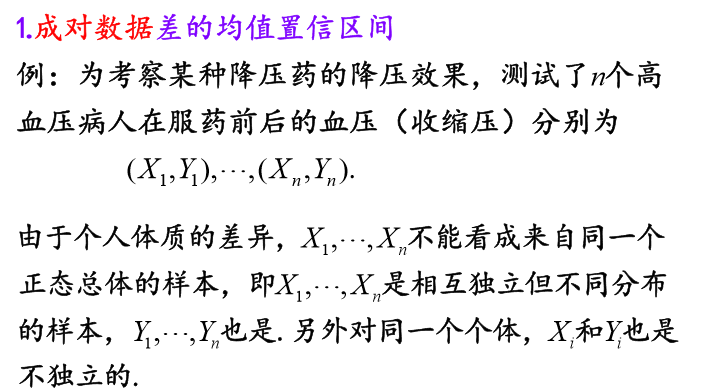 1.成对数据差的均值置信区间
例：为考察某种降压药的降压效果，测试了n个高
血压病人在服药前后的血压（收缩压）分别为
(X₁,Y₁),⋯,(Xₙ,Yₙ).
由于个人体质的差异，X₁,⋯,Xₙ不能看成来自同一个
正态总体的样本，即X₁,⋯,Xₙ是相互独立但不同分布
的样本，Y₁,⋯,Yₙ也是.另外对同一个个体，Xᵢ和Yᵢ也是
不独立的.